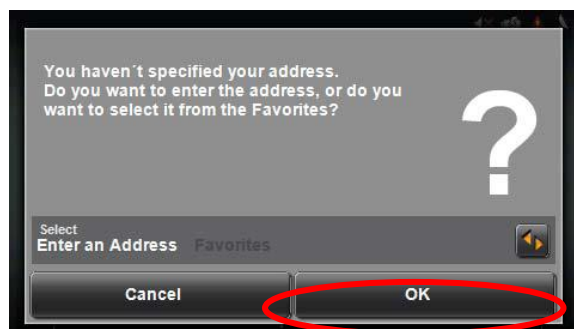 You haven´t specified your address.
Do you want to enter the address, or do you
want to select it from the Favorites?
Select
Enter an Address Favorites
Cancel OK